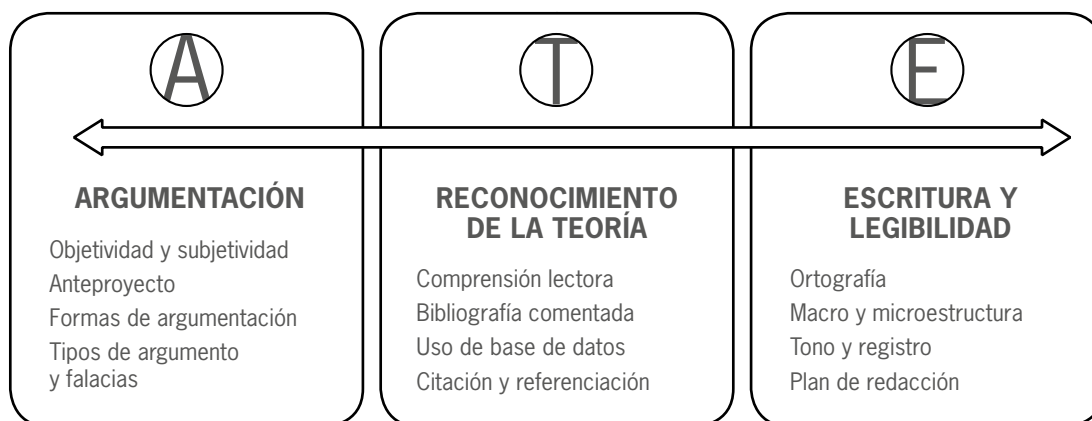 A
ARGUMENTACIÓN
Objetividad y subjetividad
Anteproyecto
Formas de argumentación
Tipos de argumento
y falacias
T
RECONOCIMIENTO
DE LA TEORÍA
Comprensión lectora
Bibliografía comentada
Uso de base de datos
Citación y referenciación
E
ESCRITURA Y
LEGIBILIDAD
Ortografía
Macro y microestructura
Tono y registro
Plan de redacción